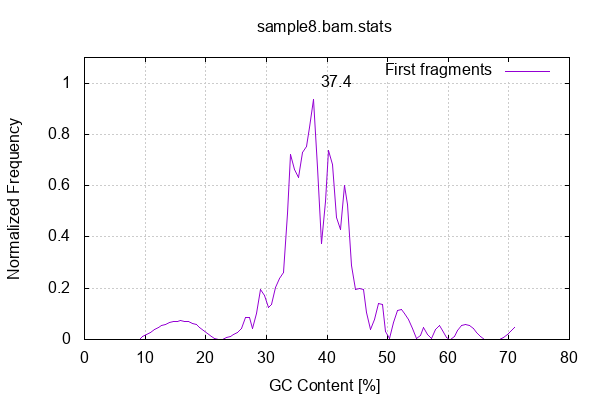 sample8.bam.stats
First fragments
37.4
1
0.8
0.6
0.4
0.2
0
Normalized Frequency
0 10 20 30 40 50 60 70 80
GC Content [%]